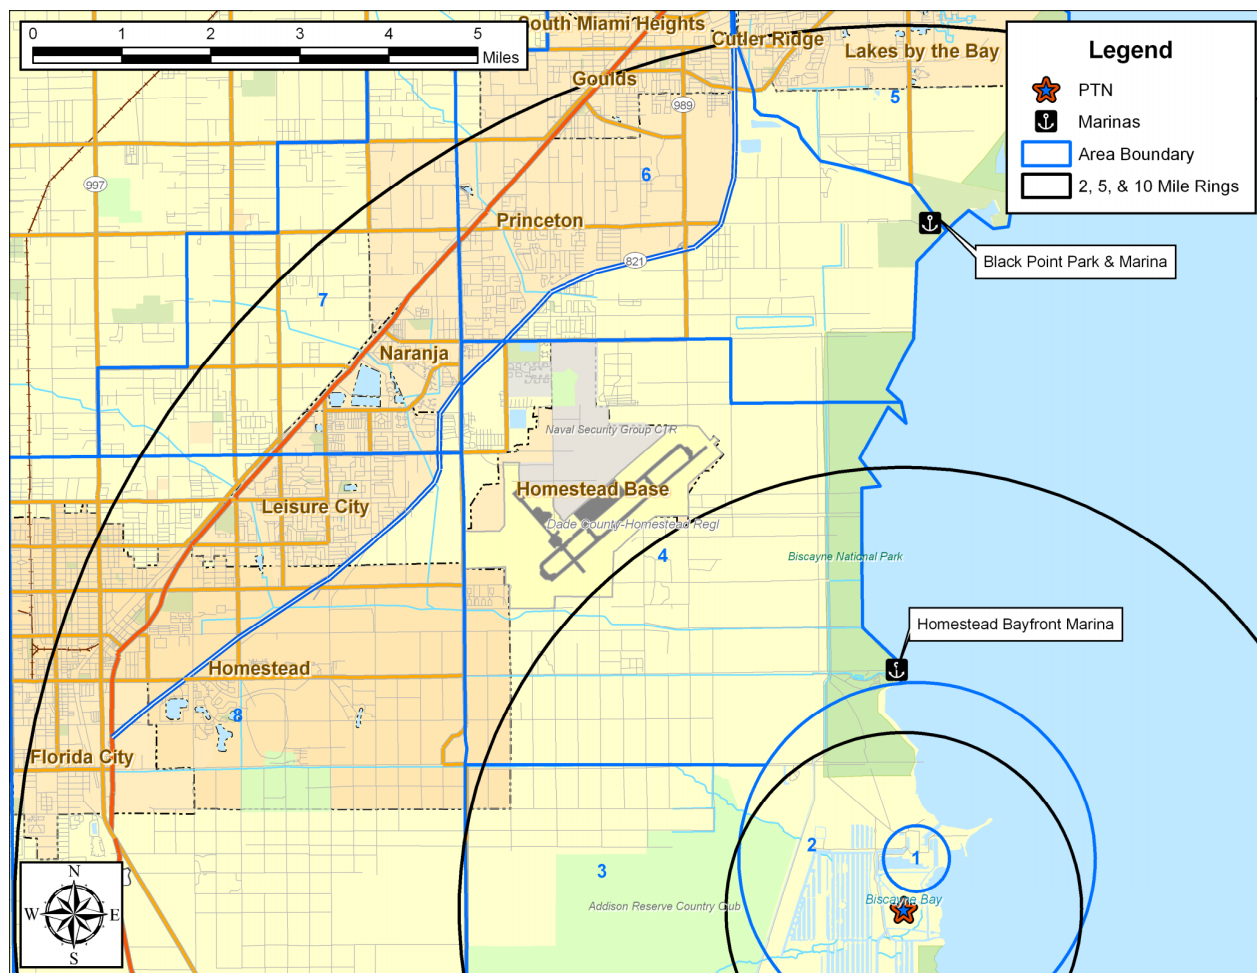 South Miami Heights
0 1 2 3 4 5
Miles
Cutler Ridge
Lakes by the Bay
Legend
PTN
Marinas
Area Boundary
2, 5, & 10 Mile Rings
Goulds
989
5
997
6
Princeton
Black Point Park & Marina
821
7
Naranja
Naval Security Group CTR
Homestead Base
Leisure City
Dade County-Homestead Regl
4
Biscayne National Park
Homestead Bayfront Marina
Homestead
8
Florida City
2
1
3
N
W E
S
Biscayne Bay
Addison Reserve Country Club